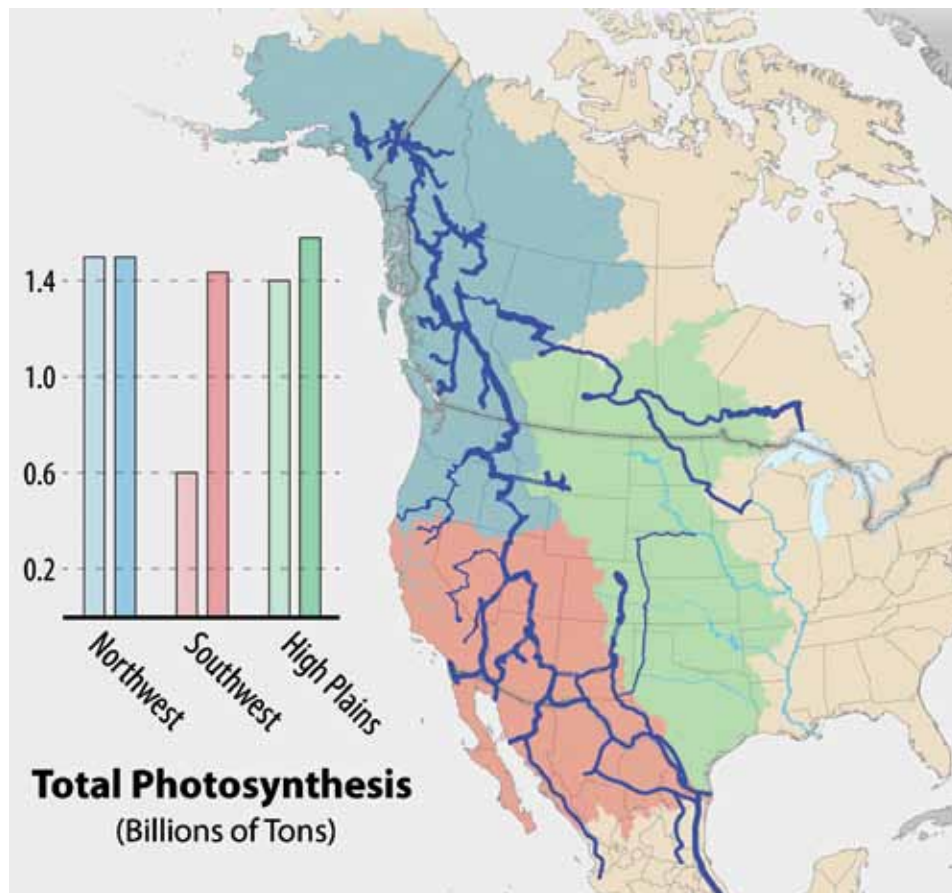 1.4
1.0
0.6
0.2
Northwest
Southwest
High Plains
Total Photosynthesis
(Billions of Tons)